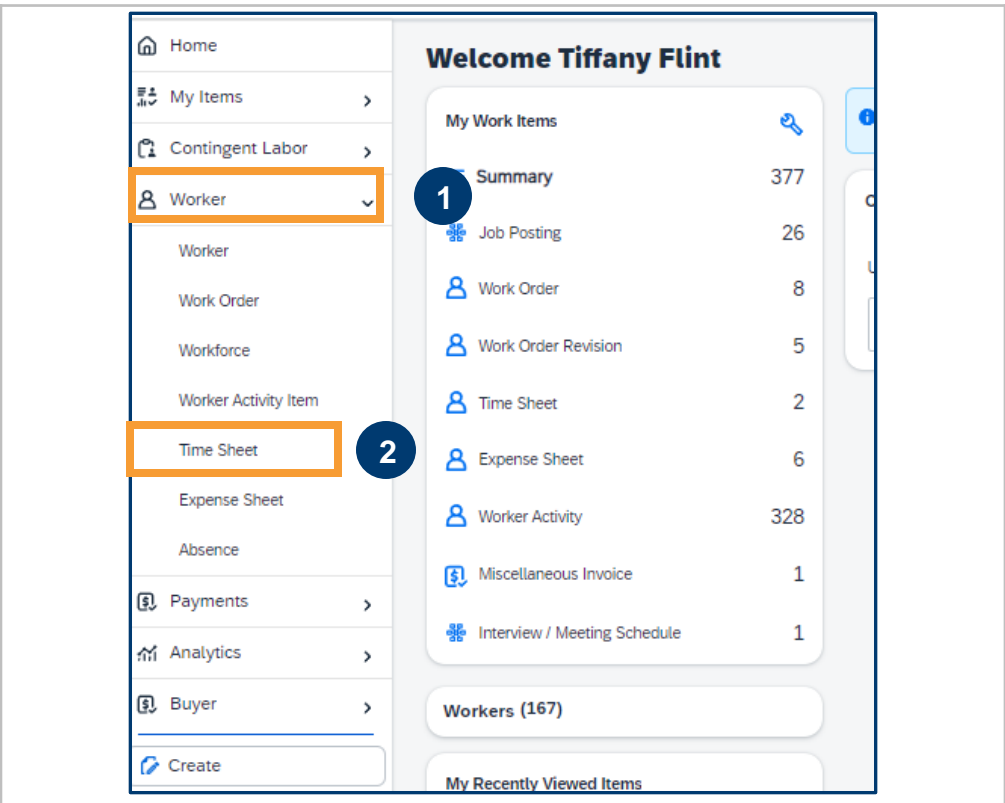 Home
My Items
Contingent Labor
Worker
1
Worker
Work Order
Workforce
Worker Activity Item
Time Sheet
2
Expense Sheet
Absence
Payments
Analytics
Buyer
Create
Welcome Tiffany Flint
My Work Items
Summary 377
Job Posting 26
Work Order 8
Work Order Revision 5
Time Sheet 2
Expense Sheet 6
Worker Activity 328
Miscellaneous Invoice 1
Interview / Meeting Schedule 1
Workers (167)
My Recently Viewed Items